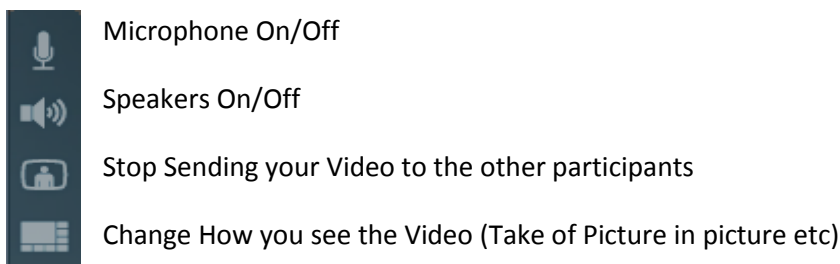 Microphone On/Off
Speakers On/Off
Stop Sending your Video to the other participants
Change How you see the Video (Take of Picture in picture etc)